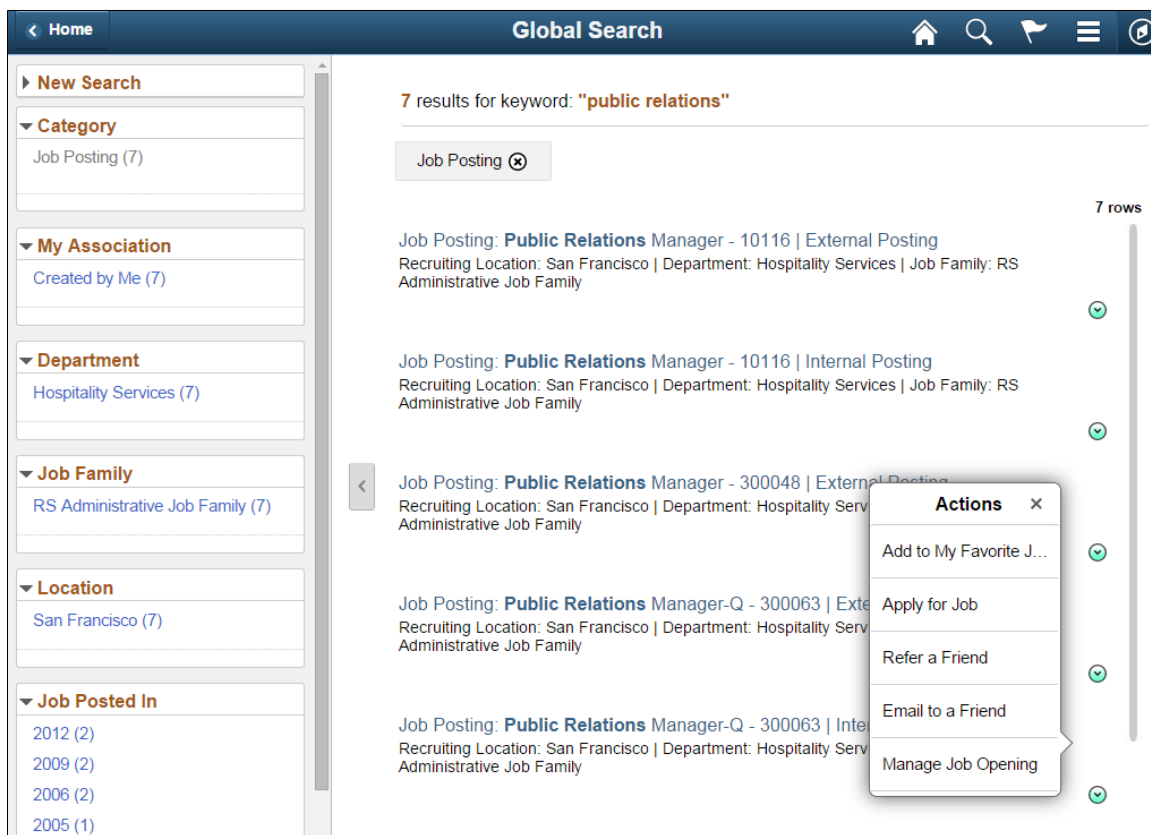 Home
Global Search
New Search
Category
Job Posting (7)
My Association
Created by Me (7)
Department
Hospitality Services (7)
Job Family
RS Administrative Job Family (7)
Location
San Francisco (7)
Job Posted In
2012 (2)
2009 (2)
2006 (2)
2005 (1)
7 results for keyword: "public relations"
Job Posting
7 rows
Job Posting: Public Relations Manager - 10116 | External Posting
Recruiting Location: San Francisco | Department: Hospitality Services | Job Family: RS
Administrative Job Family
Job Posting: Public Relations Manager - 10116 | Internal Posting
Recruiting Location: San Francisco | Department: Hospitality Services | Job Family: RS
Administrative Job Family
Job Posting: Public Relations Manager - 300048 | External Posting
Recruiting Location: San Francisco | Department: Hospitality Serv
Administrative Job Family
Job Posting: Public Relations Manager-Q - 300063 | Exte
Recruiting Location: San Francisco | Department: Hospitality Serv
Administrative Job Family
Job Posting: Public Relations Manager-Q - 300063 | Inte
Recruiting Location: San Francisco | Department: Hospitality Serv
Administrative Job Family
Actions
Add to My Favorite J...
Apply for Job
Refer a Friend
Email to a Friend
Manage Job Opening